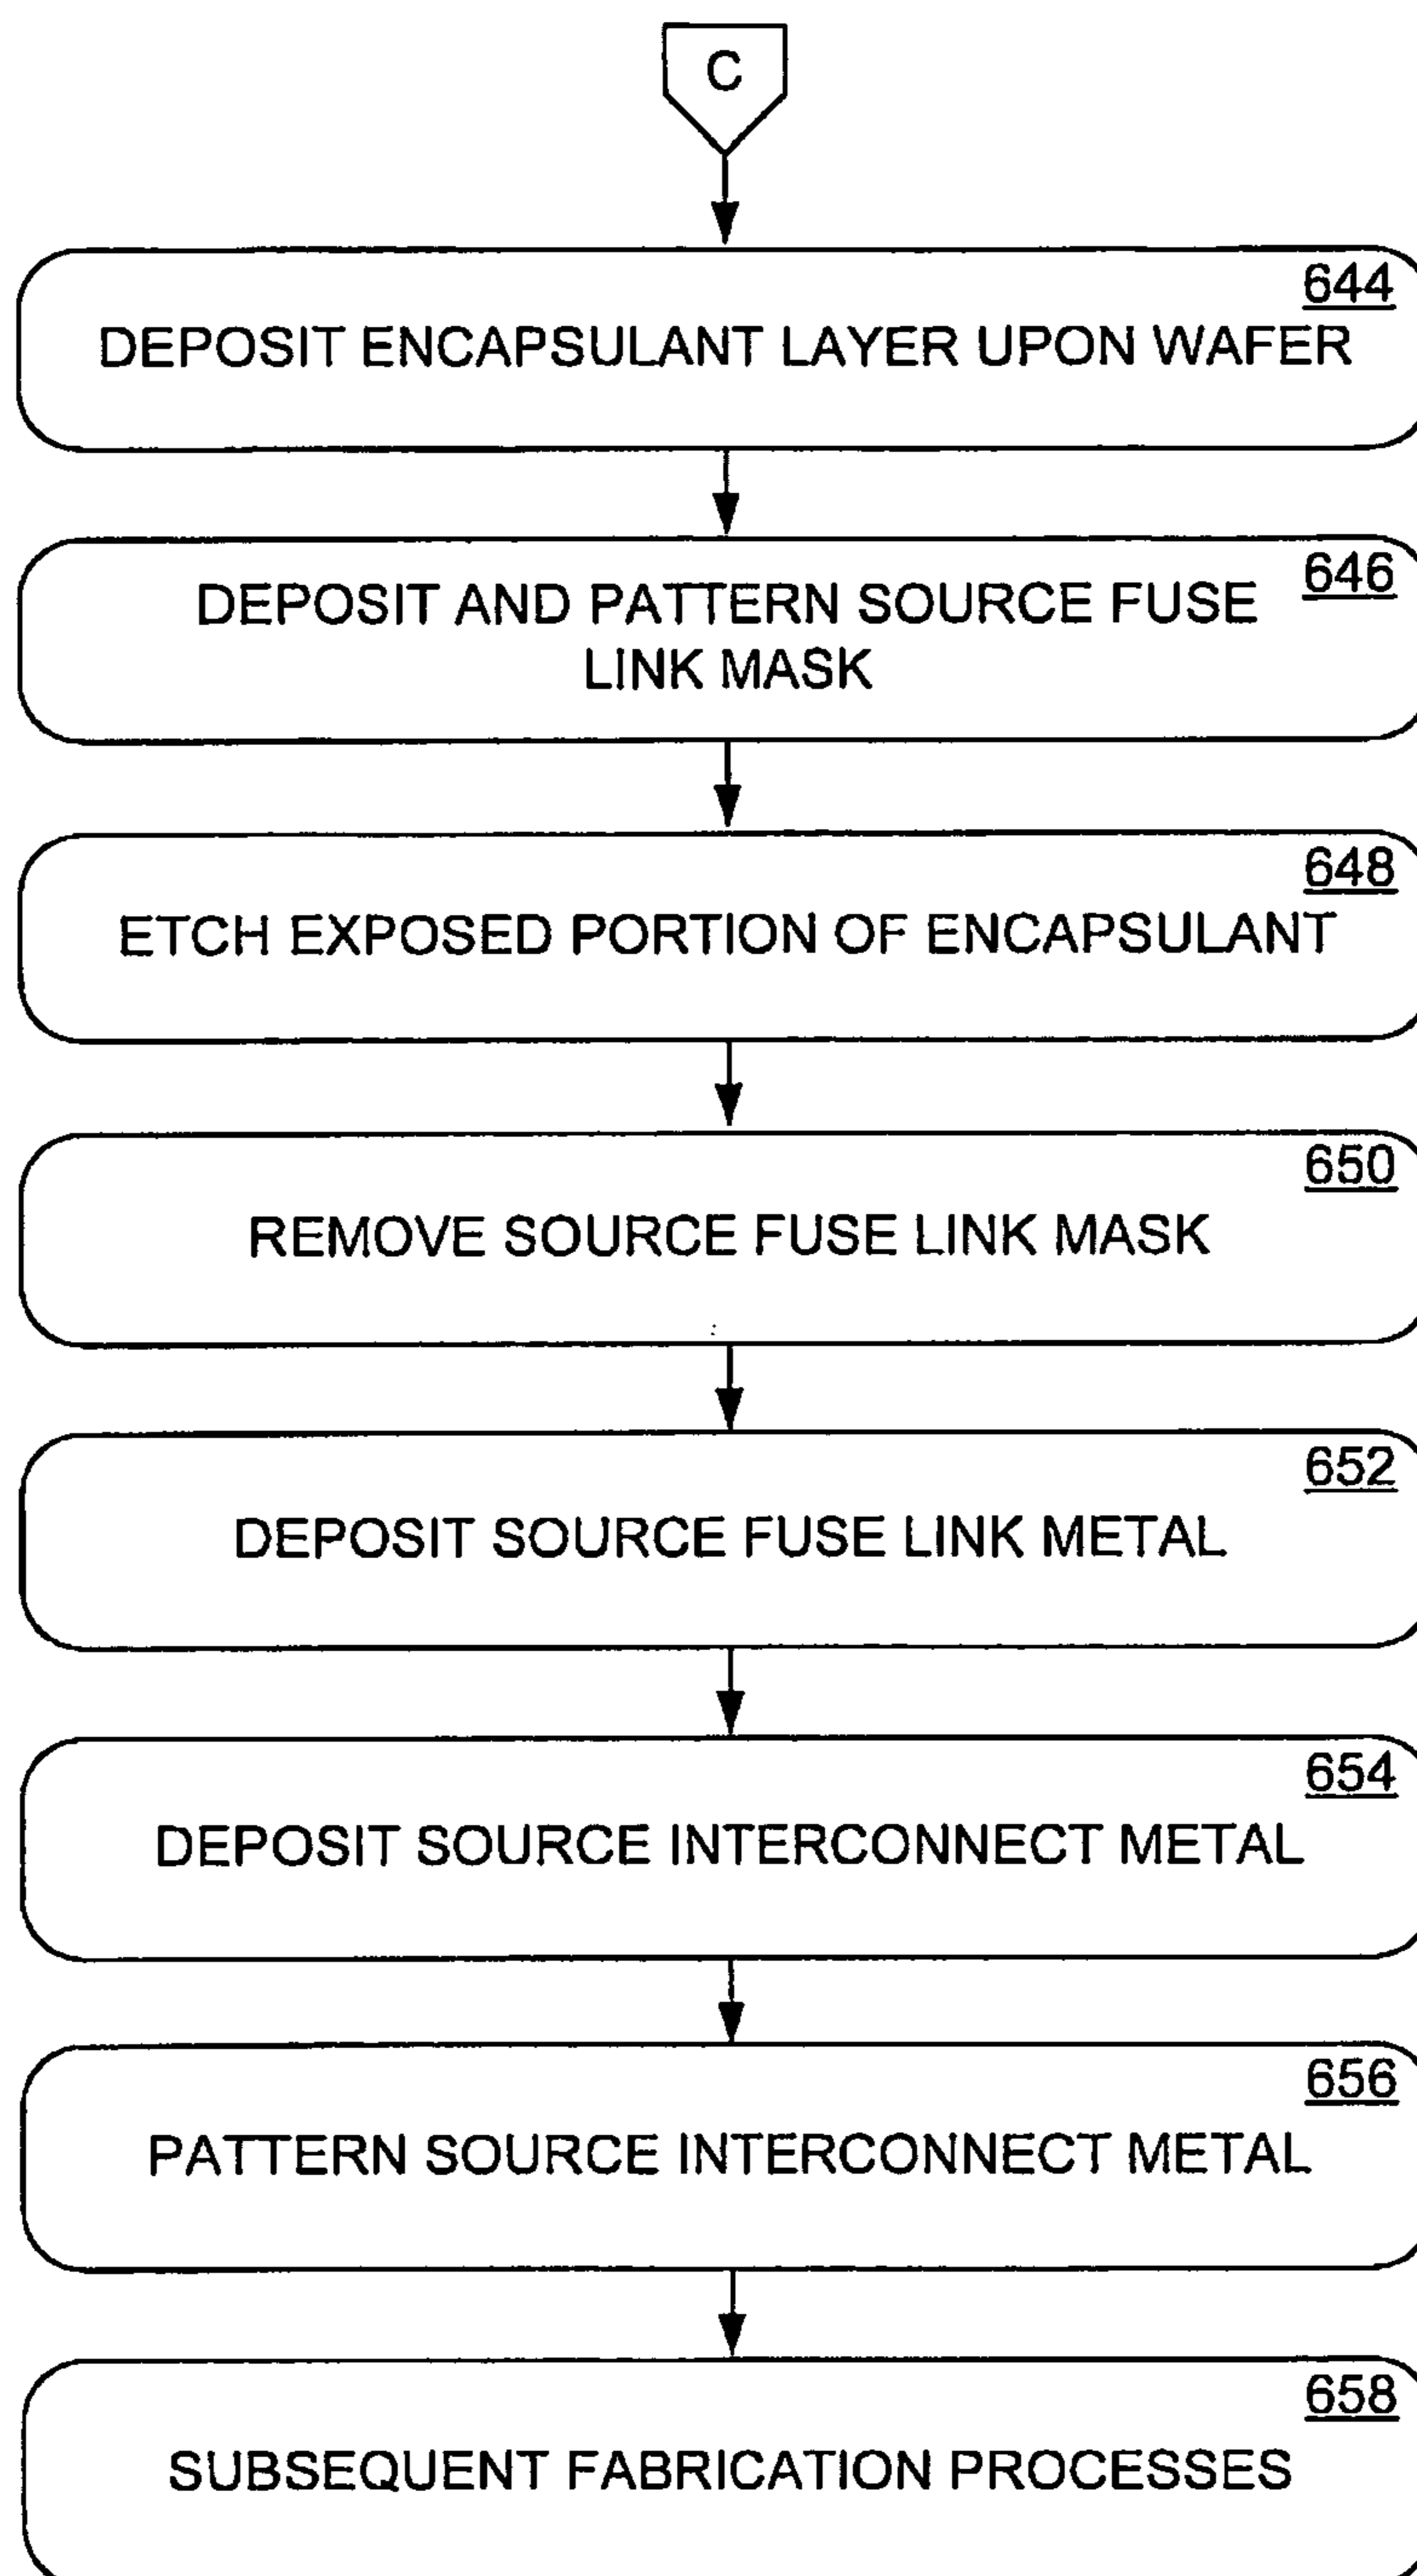 C
644
DEPOSIT ENCAPSULANT LAYER UPON WAFER
646
DEPOSIT AND PATTERN SOURCE FUSE
LINK MASK
648
ETCH EXPOSED PORTION OF ENCAPSULANT
650
REMOVE SOURCE FUSE LINK MASK
652
DEPOSIT SOURCE FUSE LINK METAL
654
DEPOSIT SOURCE INTERCONNECT METAL
656
PATTERN SOURCE INTERCONNECT METAL
658
SUBSEQUENT FABRICATION PROCESSES